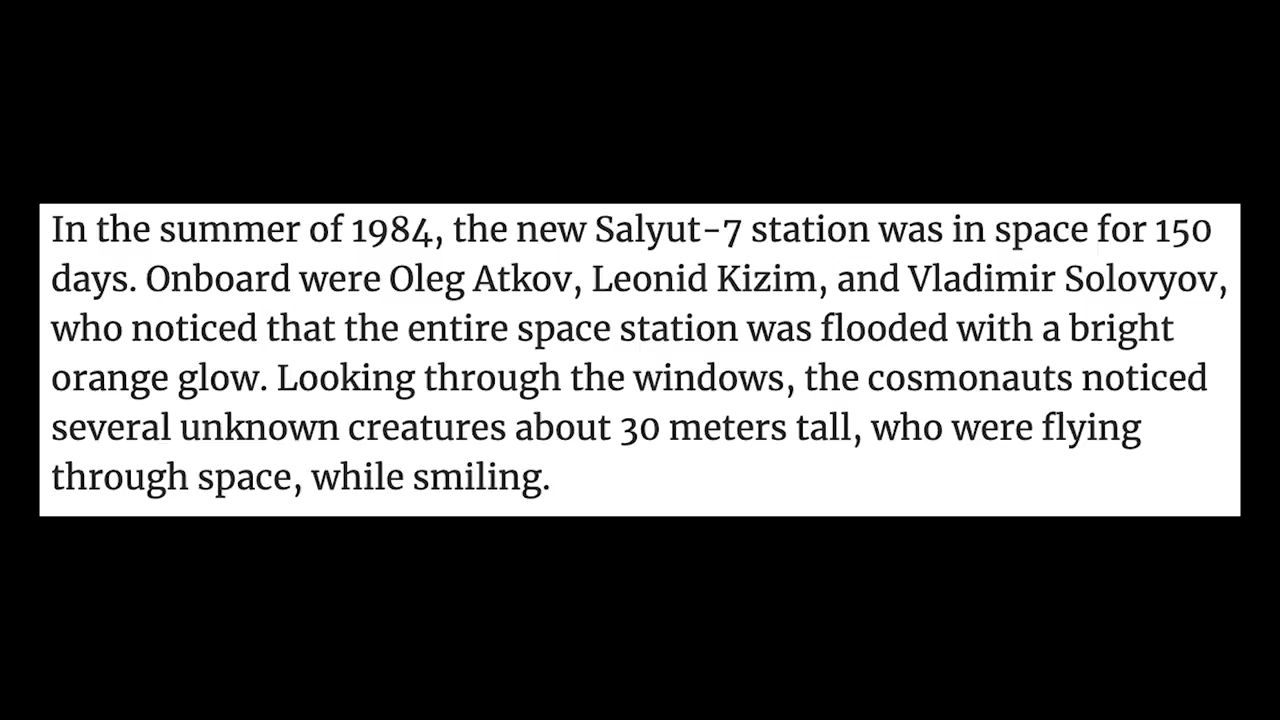 In the summer of 1984, the new Salyut-7 station was in space for 150
days. Onboard were Oleg Atkov, Leonid Kizim, and Vladimir Solovyov,
who noticed that the entire space station was flooded with a bright
orange glow. Looking through the windows, the cosmonauts noticed
several unknown creatures about 30 meters tall, who were flying
through space, while smiling.